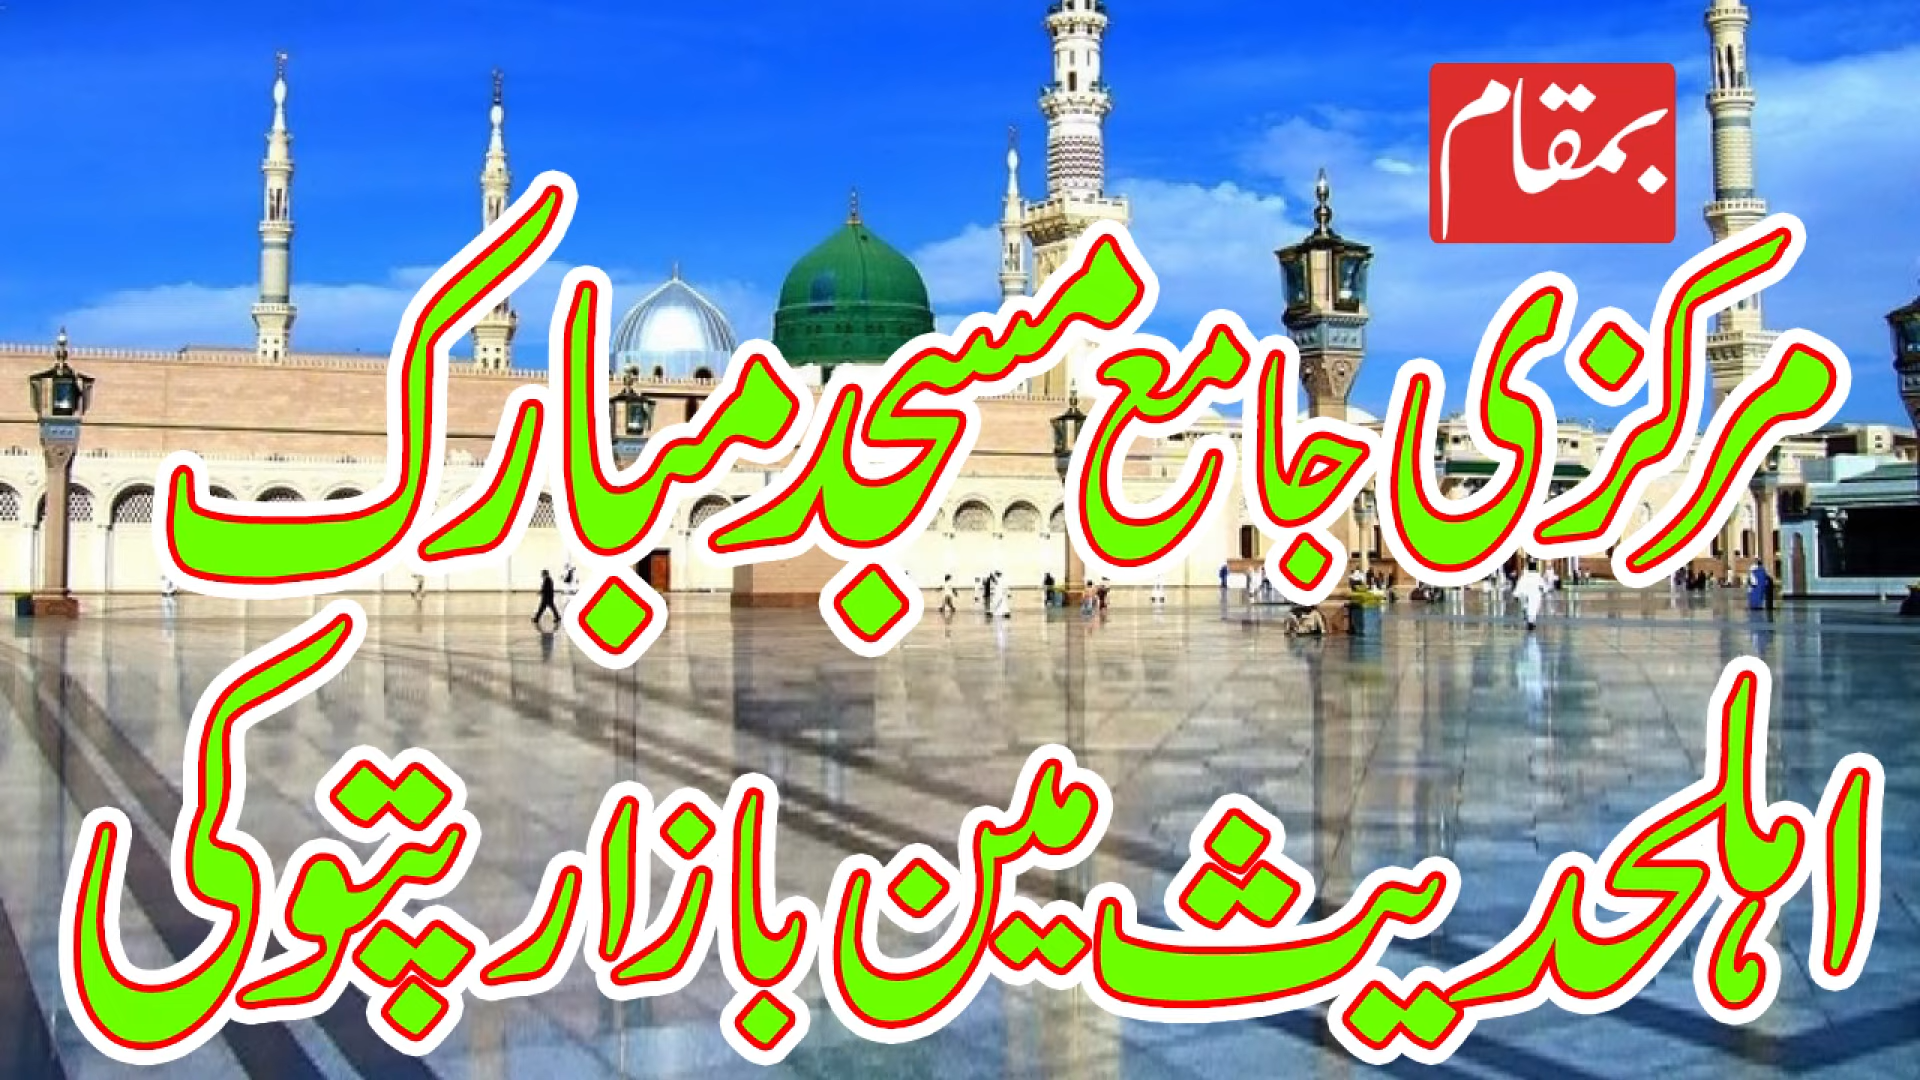 بمقام
مرکزی جامع مسجد مبارک
اہلحدیث مین بازار پتوکی